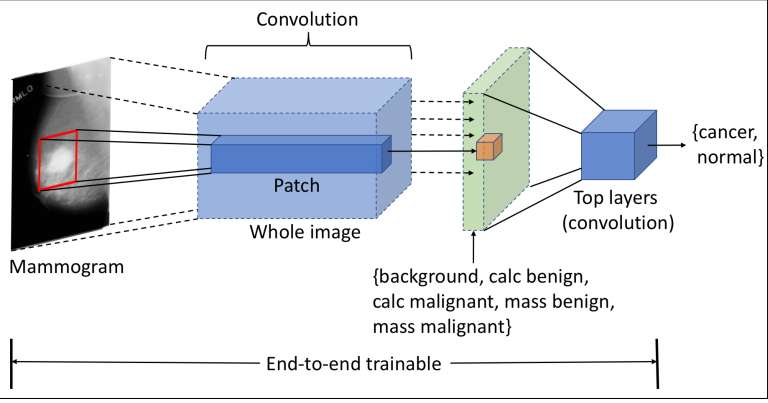 Convolution
Patch
Whole image
Mammogram
{background, calc benign,
calc malignant, mass benign,
mass malignant}
Top layers
(convolution)
{cancer,
normal}
End-to-end trainable